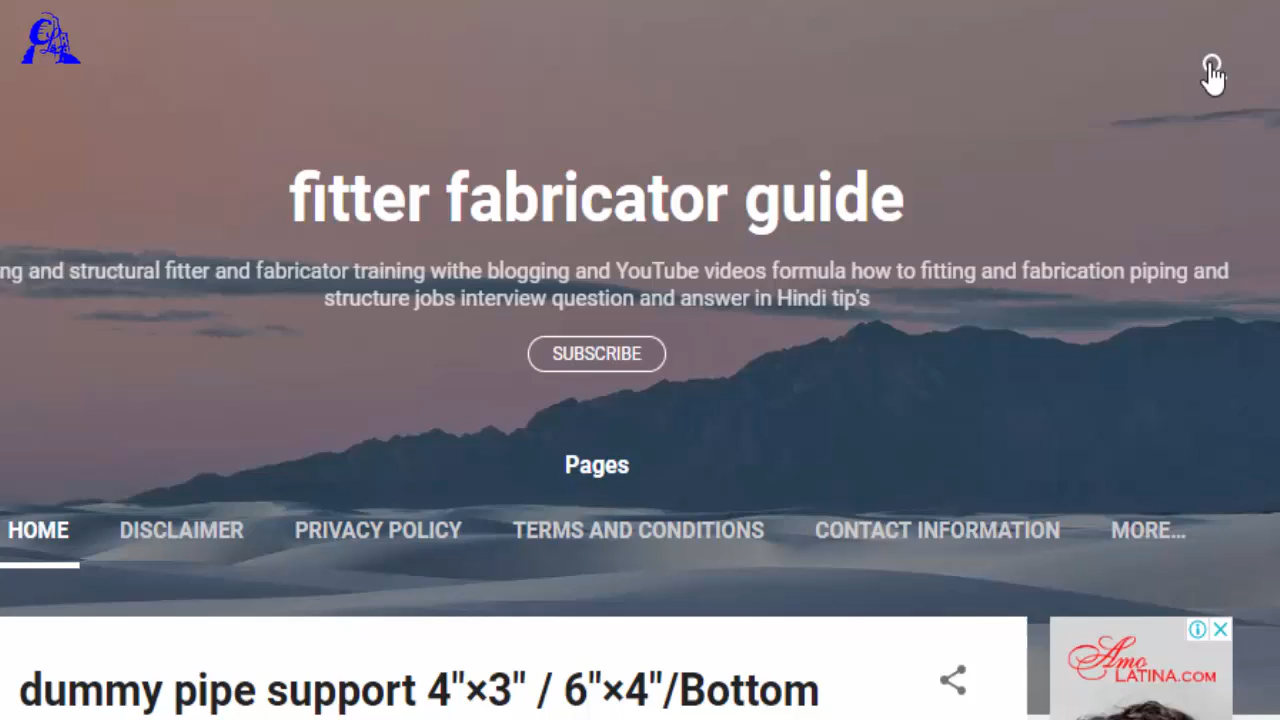 fitter fabricator guide
ng and structural fitter and fabricator training withe blogging and YouTube videos formula how to fitting and fabrication piping and
structure jobs interview question and answer in Hindi tip's
SUBSCRIBE
Pages
HOME DISCLAIMER PRIVACY POLICY TERMS AND CONDITIONS CONTACT INFORMATION MORE...
dummy pipe support 4"×3" / 6"×4"/Bottom
Amo
LATINA.COM